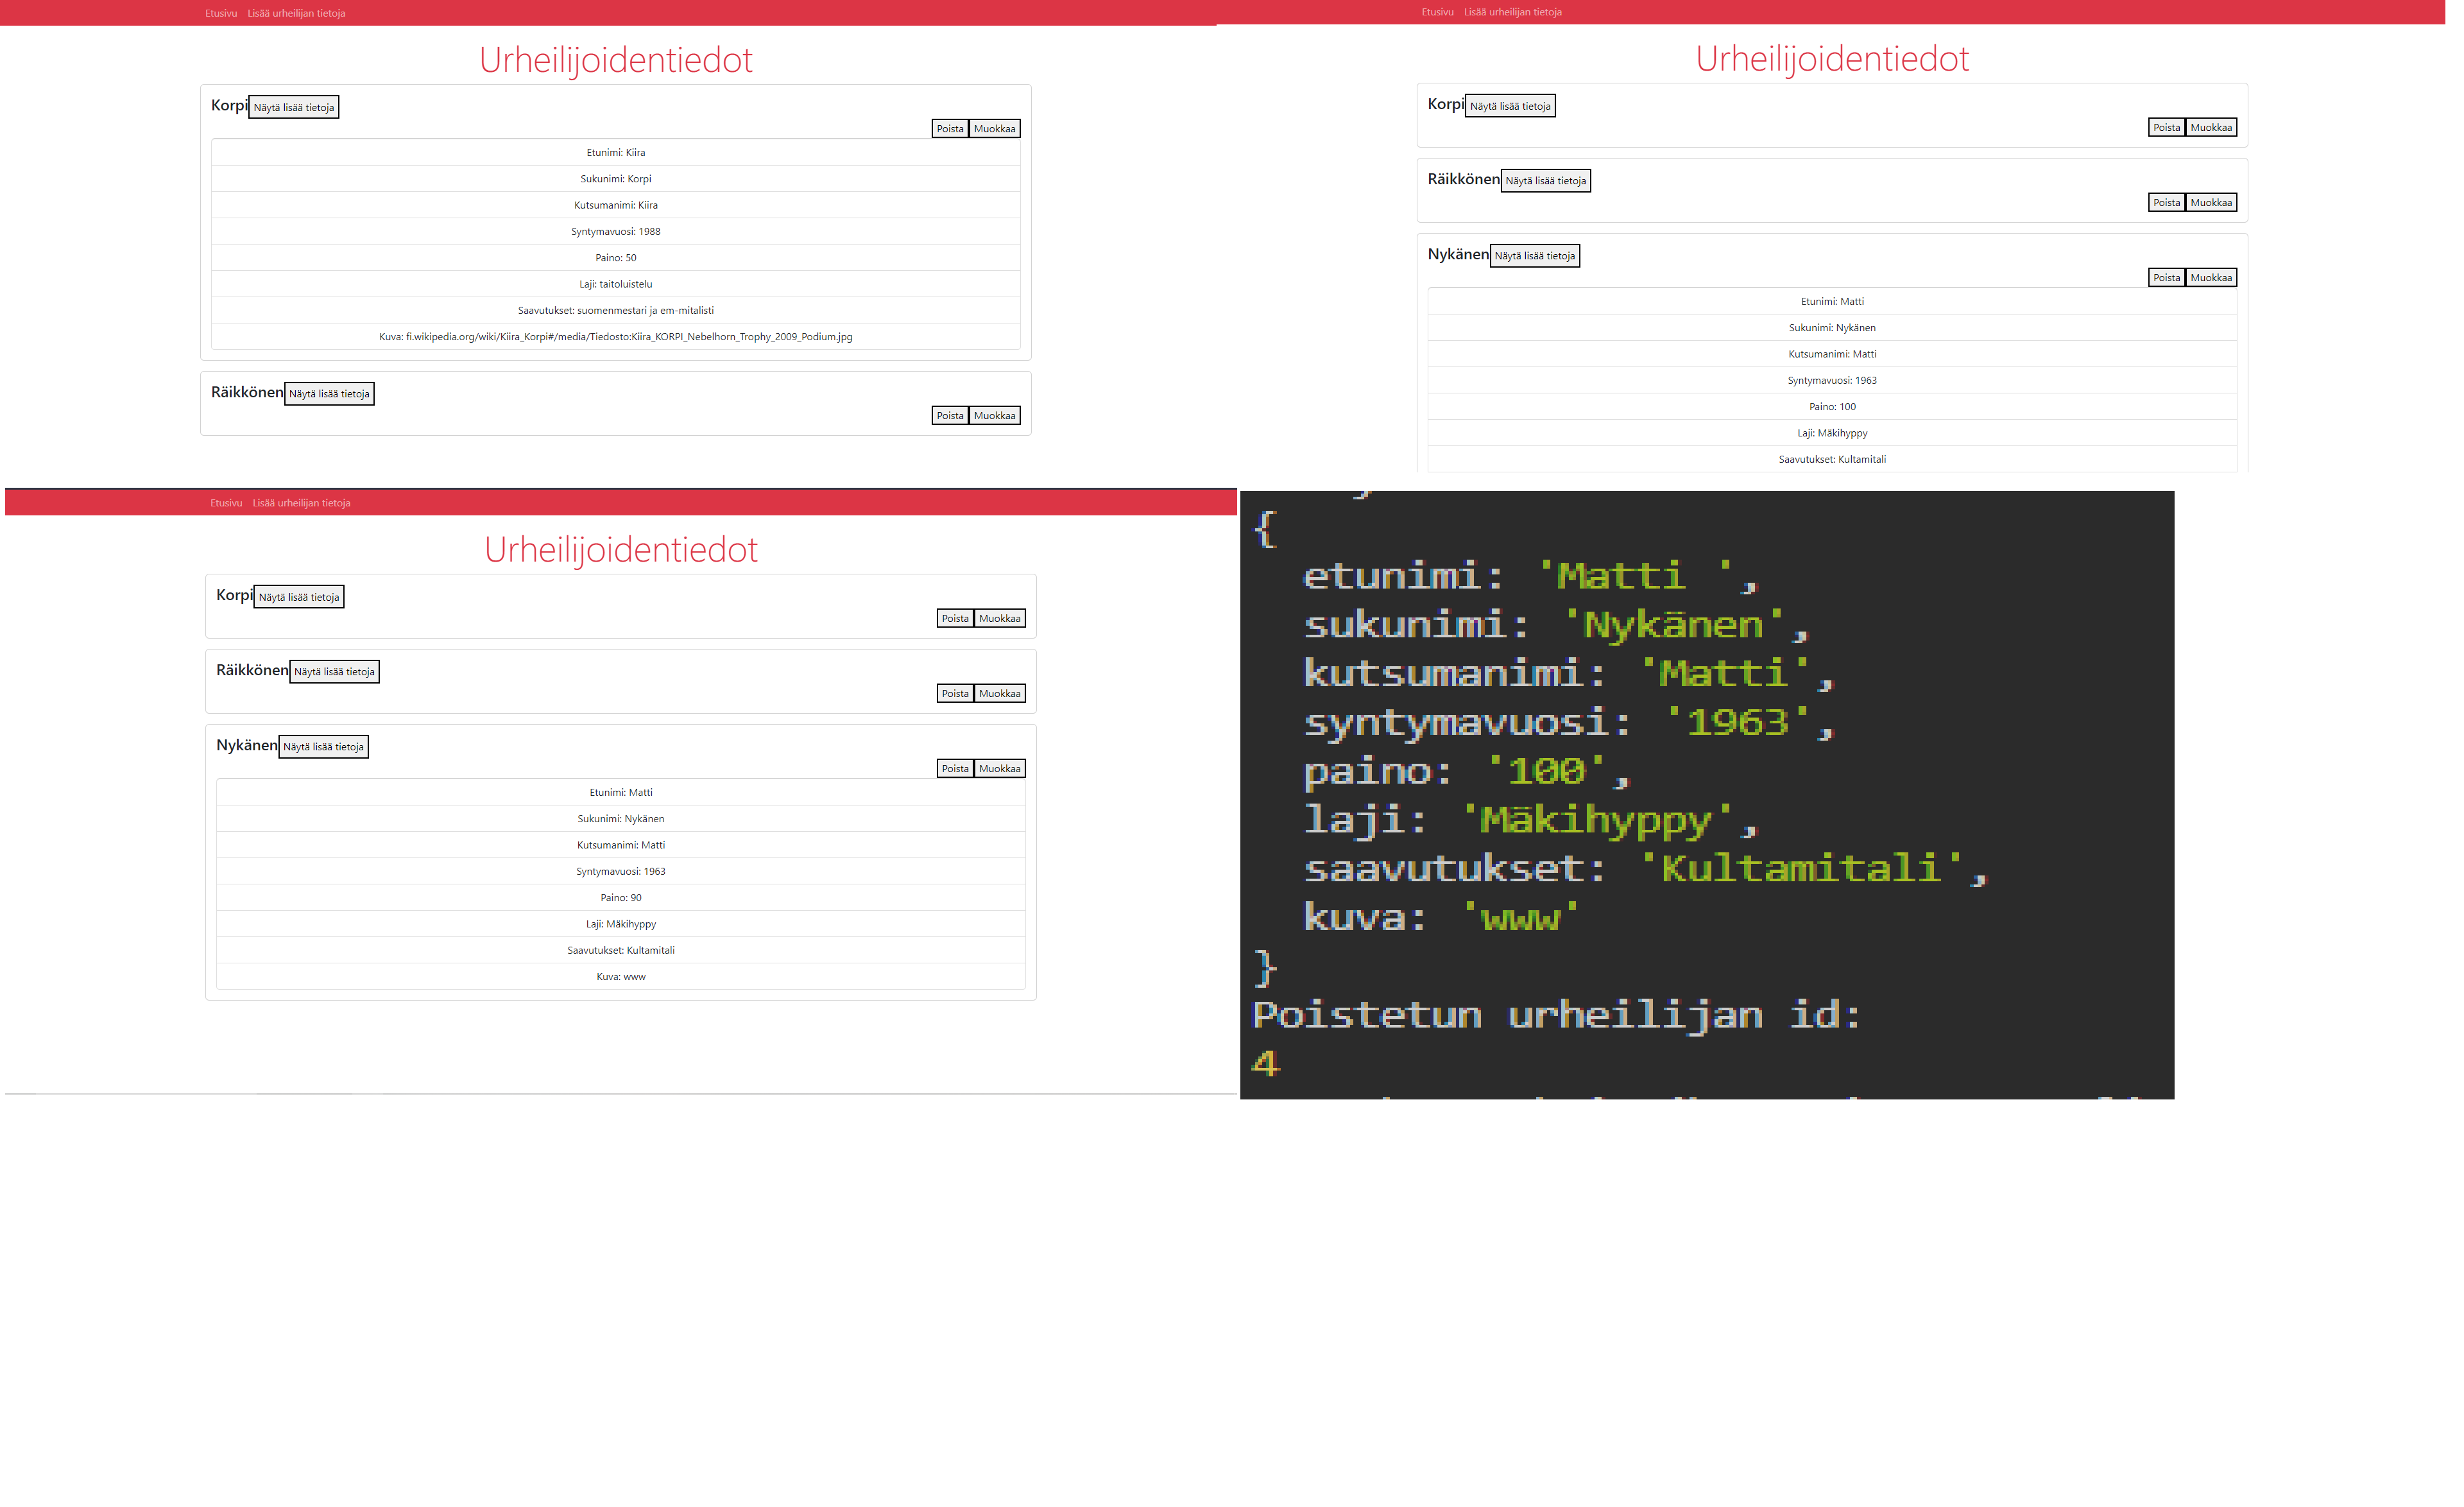 Etusivu Lisää urheilijan tietoja
Urheilijoidentiedot
Korpi Näytä lisää tietoja
Poista Muokkaa
Etunimi: Kiira
Sukunimi: Korpi
Kutsumanimi: Kiira
Syntymavuosi: 1988
Paino: 50
Laji: taitoluistelu
Saavutukset: suomenmestari ja em-mitalisti
Kuva: fi.wikipedia.org/wiki/Kiira_Korpi#/media/Tiedosto:Kiira_KORPI_Nebelhorn_Trophy_2009_Podium.jpg
Räikkönen Näytä lisää tietoja
Poista Muokkaa
Etusivu Lisää urheilijan tietoja
Urheilijoidentiedot
Korpi Näytä lisää tietoja
Poista Muokkaa
Räikkönen Näytä lisää tietoja
Poista Muokkaa
Nykänen Näytä lisää tietoja
Poista Muokkaa
Etunimi: Matti
Sukunimi: Nykänen
Kutsumanimi: Matti
Syntymavuosi: 1963
Paino: 100
Laji: Mäkihyppy
Saavutukset: Kultamitali
Etusivu Lisää urheilijan tietoja
Urheilijoidentiedot
Korpi Näytä lisää tietoja
Poista Muokkaa
Räikkönen Näytä lisää tietoja
Poista Muokkaa
Nykänen Näytä lisää tietoja
Poista Muokkaa
Etunimi: Matti
Sukunimi: Nykänen
Kutsumanimi: Matti
Syntymavuosi: 1963
Paino: 90
Laji: Mäkihyppy
Saavutukset: Kultamitali
Kuva: www
{
etunimi: 'Matti ',
sukunimi: 'Nykänen',
kutsumanimi: 'Matti',
syntymavuosi: '1963',
paino: '100',
laji: 'Mäkihyppy',
saavutukset: 'Kultamitali',
kuva: 'www'
}
Poistetun urheilijan id:
4